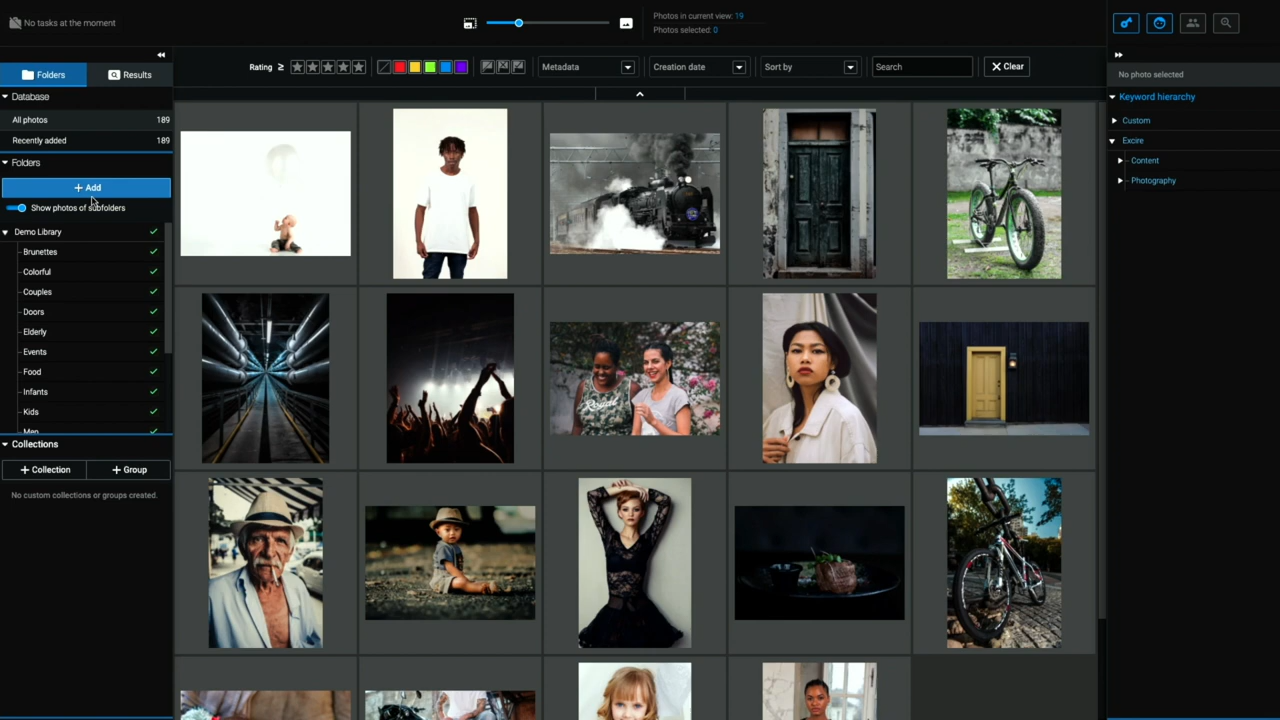 No tasks at the moment
Photos in current view: 19
Photos selected: 0
Folders
Results
Rating ≥
Metadata
Creation date
Sort by
Search
Clear
No photo selected
Database
Keyword hierarchy
All photos 189
Custom
Recently added 189
Excire
Folders
Content
+ Add
Photography
Show photos of subfolders
Demo Library
Brunettes
Colorful
Couples
Doors
Elderly
Events
Food
Infants
Kids
Men
Collections
+ Collection
+ Group
No custom collections or groups created.